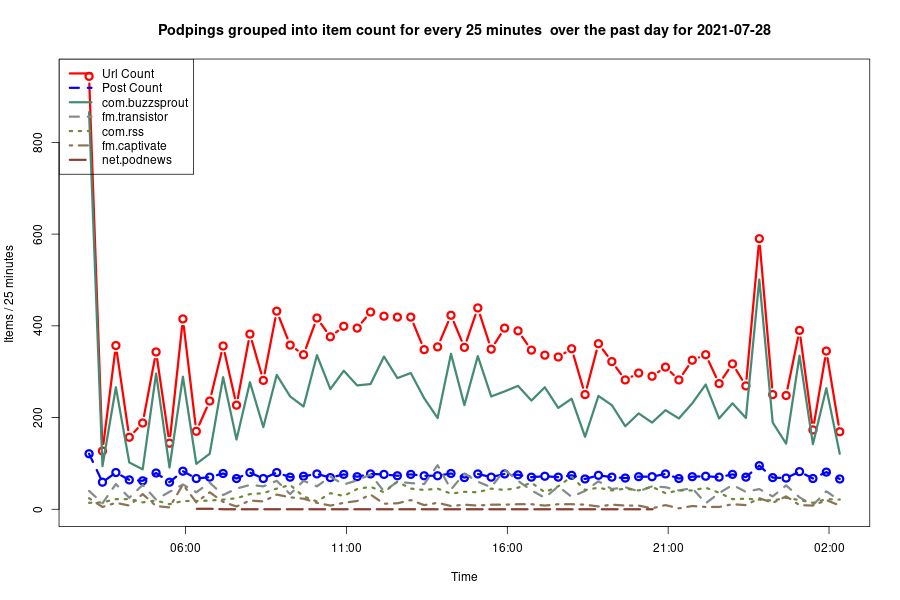 Podpings grouped into item count for every 25 minutes  over the past day for 2021-07-28
Url Count
Post Count
com.buzzsprout
fm.transistor
com.rss
fm.captivate
net.podnews
Items / 25 minutes
800
600
400
200
0
06:00 11:00 16:00 21:00 02:00
Time